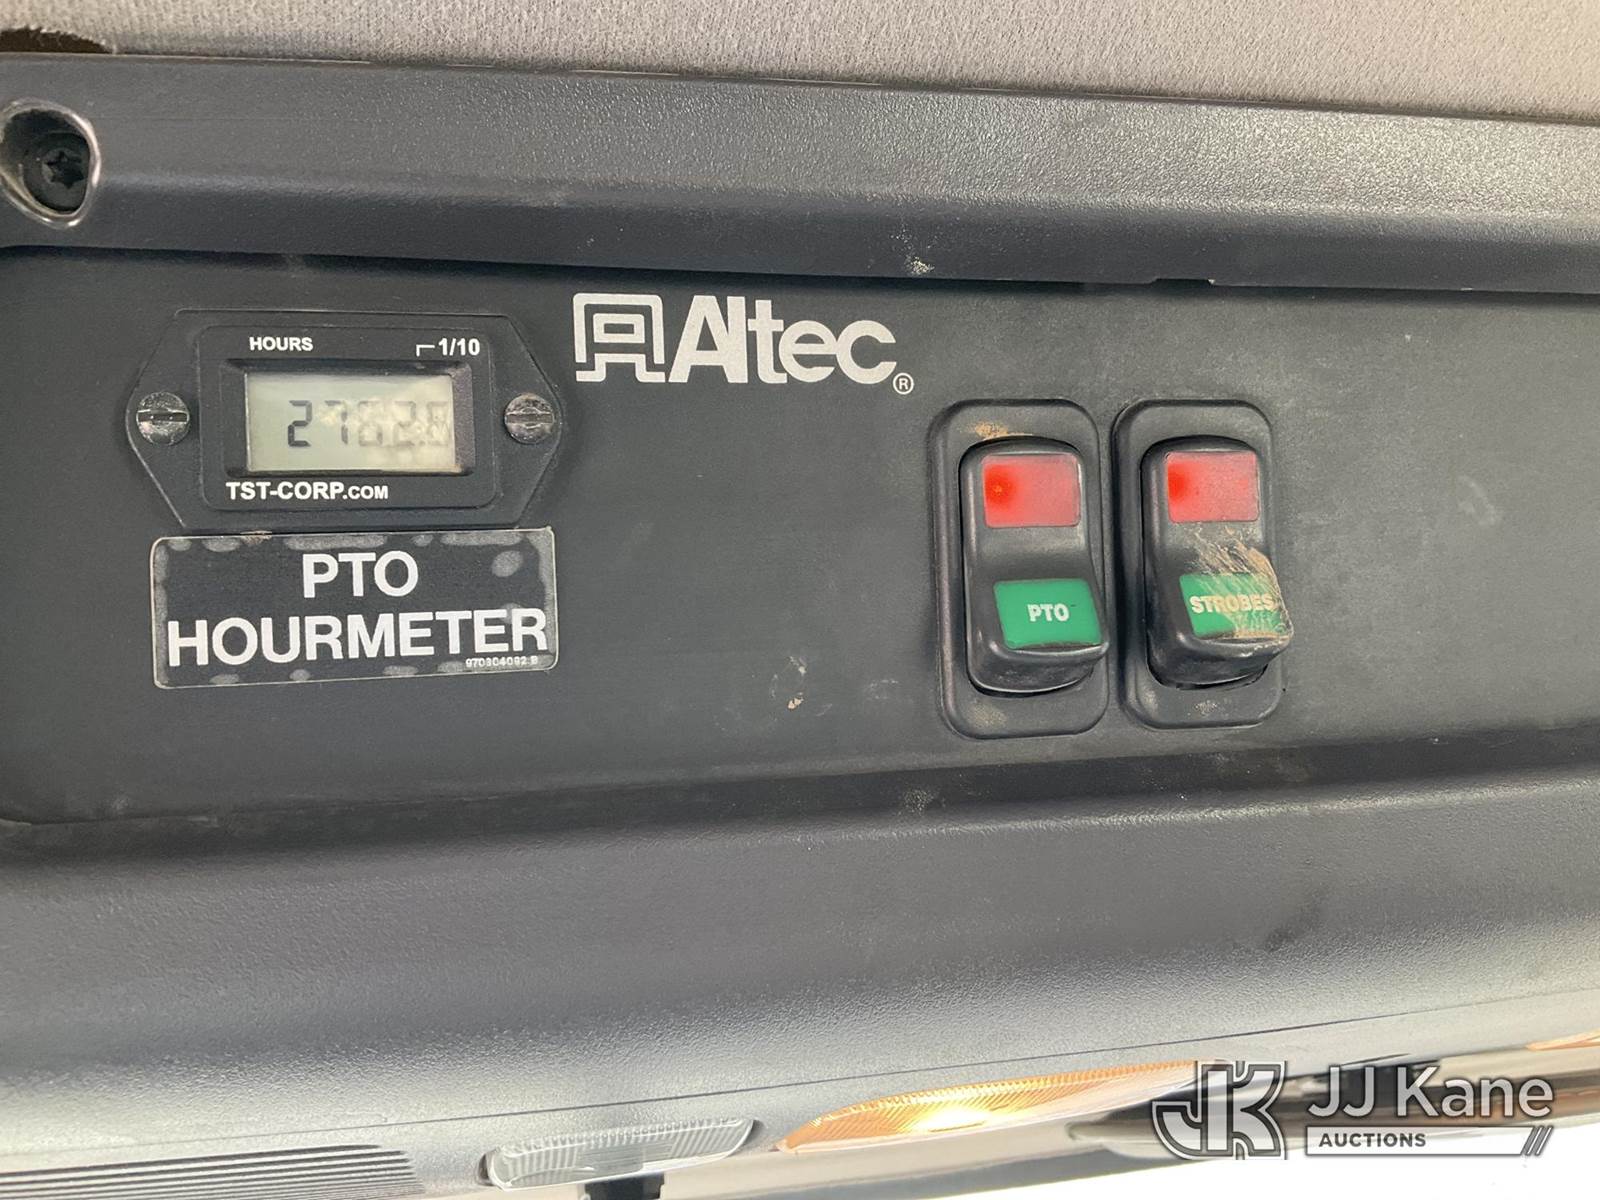 HOURS
1/10
TST-CORP.COM
PTO
HOURMETER
Altec®
PTO
STROBES
JJ Kane
AUCTIONS